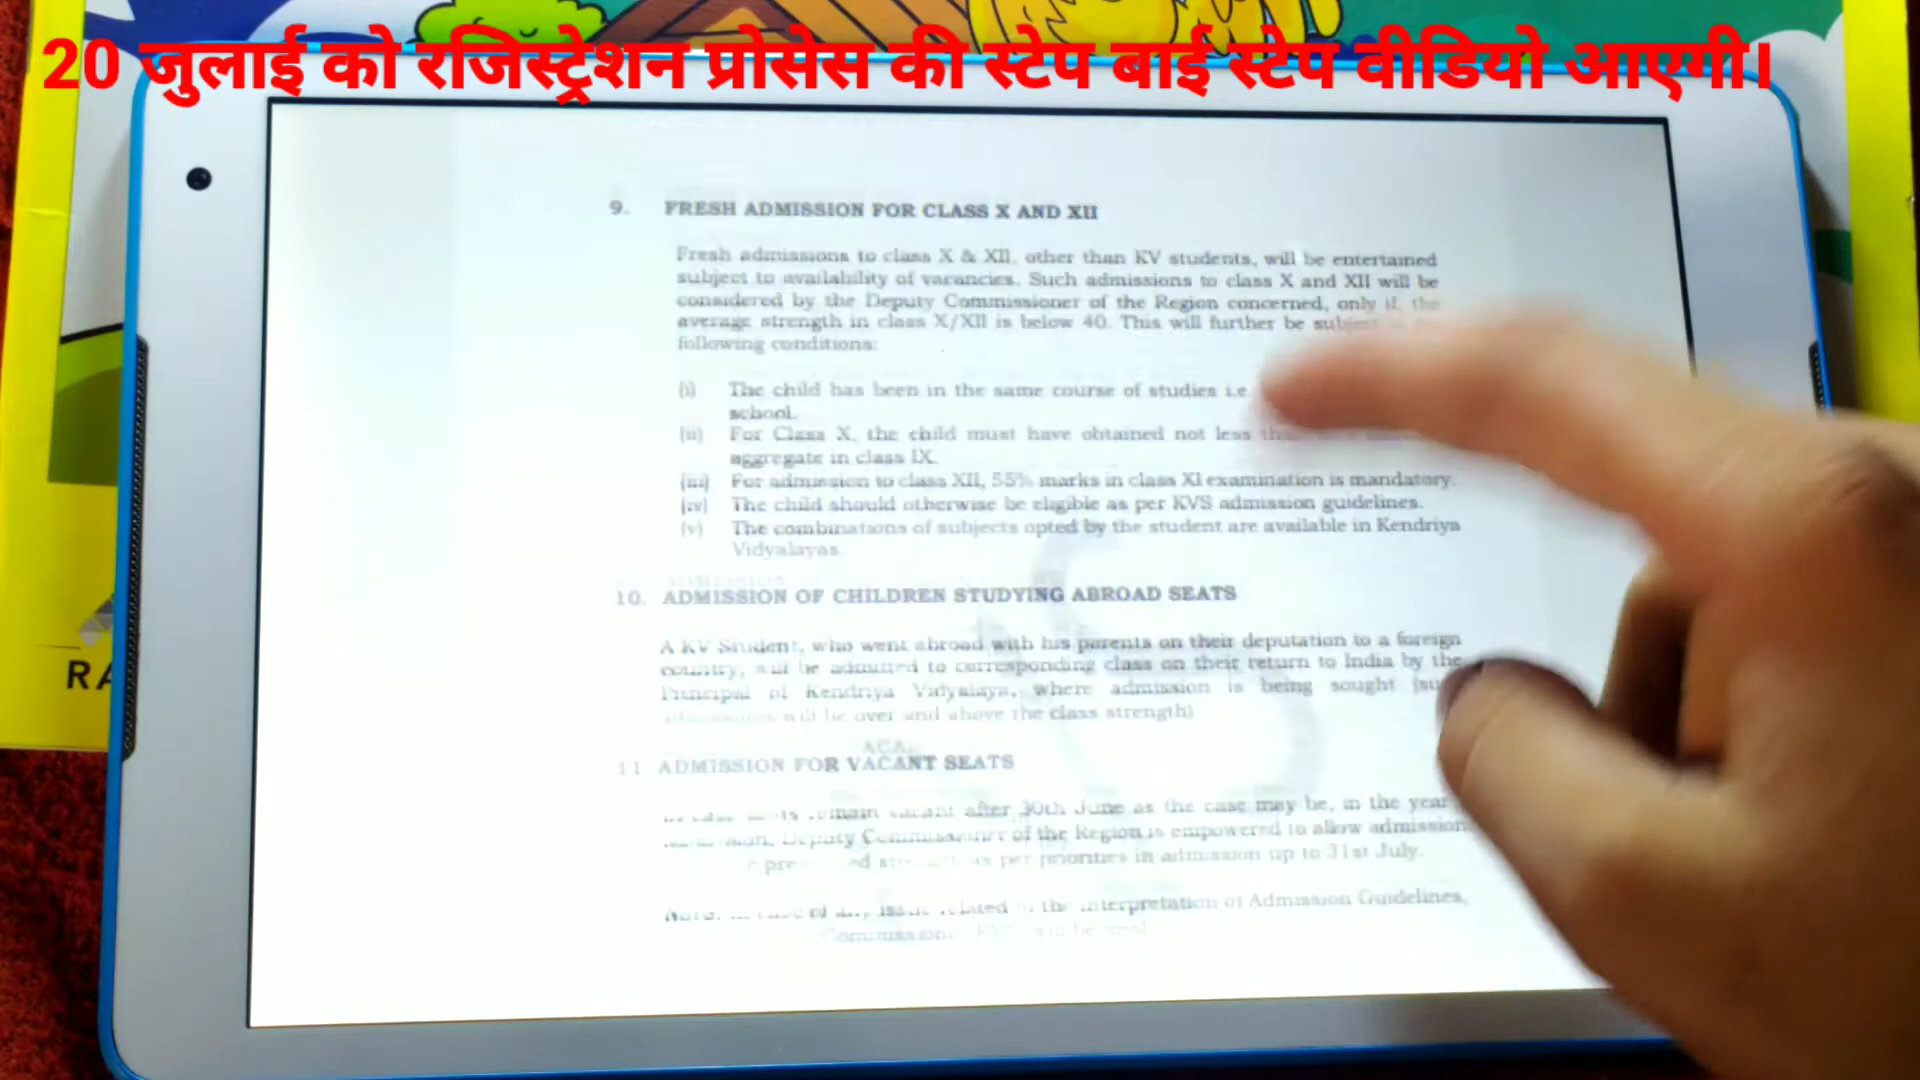 20 जुलाई को रजिस्ट्रेशन प्रोसेस की स्टेप बाई स्टेप वीडियो आएगी।
9. FRESH ADMISSION FOR CLASS X AND XII
Fresh admissions to class X & XII, other than KV students, will be entertained
subject to availability of vacancies. Such admissions to class X and XII will be
considered by the Deputy Commissioner of the Region concerned, only if, the
average strength in class X/XII is below 40. This will further be subject
following conditions:
(i) The child has been in the same course of studies i.e.
school.
(ii) For Class X, the child must have obtained not less
aggregate in class IX.
(iii) For admission to class XII, 55% marks in class XI examination is mandatory.
(iv) The child should otherwise be eligible as per KVS admission guidelines.
(v) The combinations of subjects opted by the student are available in Kendriya
Vidyalayas.
10. ADMISSION OF CHILDREN STUDYING ABROAD SEATS
A KV Student, who went abroad with his parents on their deputation to a foreign
country, will be admitted to corresponding class on their return to India by the
Principal of Kendriya Vidyalaya, where admission is being sought
will be over and above the class strength)
11 ADMISSION FOR VACANT SEATS
remain vacant after 30th June as the case may be, in the year
Deputy Commissioner of the Region is empowered to allow admission
as per priorities in admission up to 31st July.
related the interpretation of Admission Guidelines,
RA